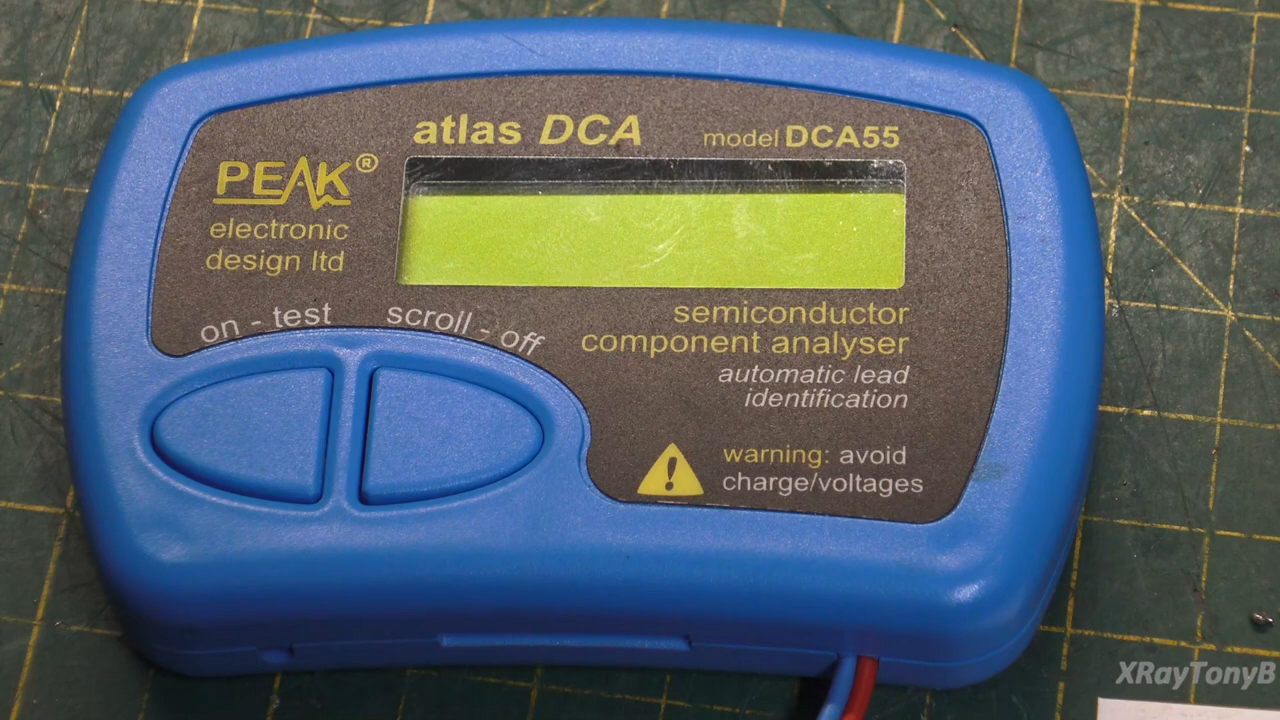 atlas DCA
model DCA55
PEAK®
electronic
design ltd
on - test
scroll - off
semiconductor
component analyser
automatic lead
identification
warning: avoid
charge/voltages
XRayTonyB